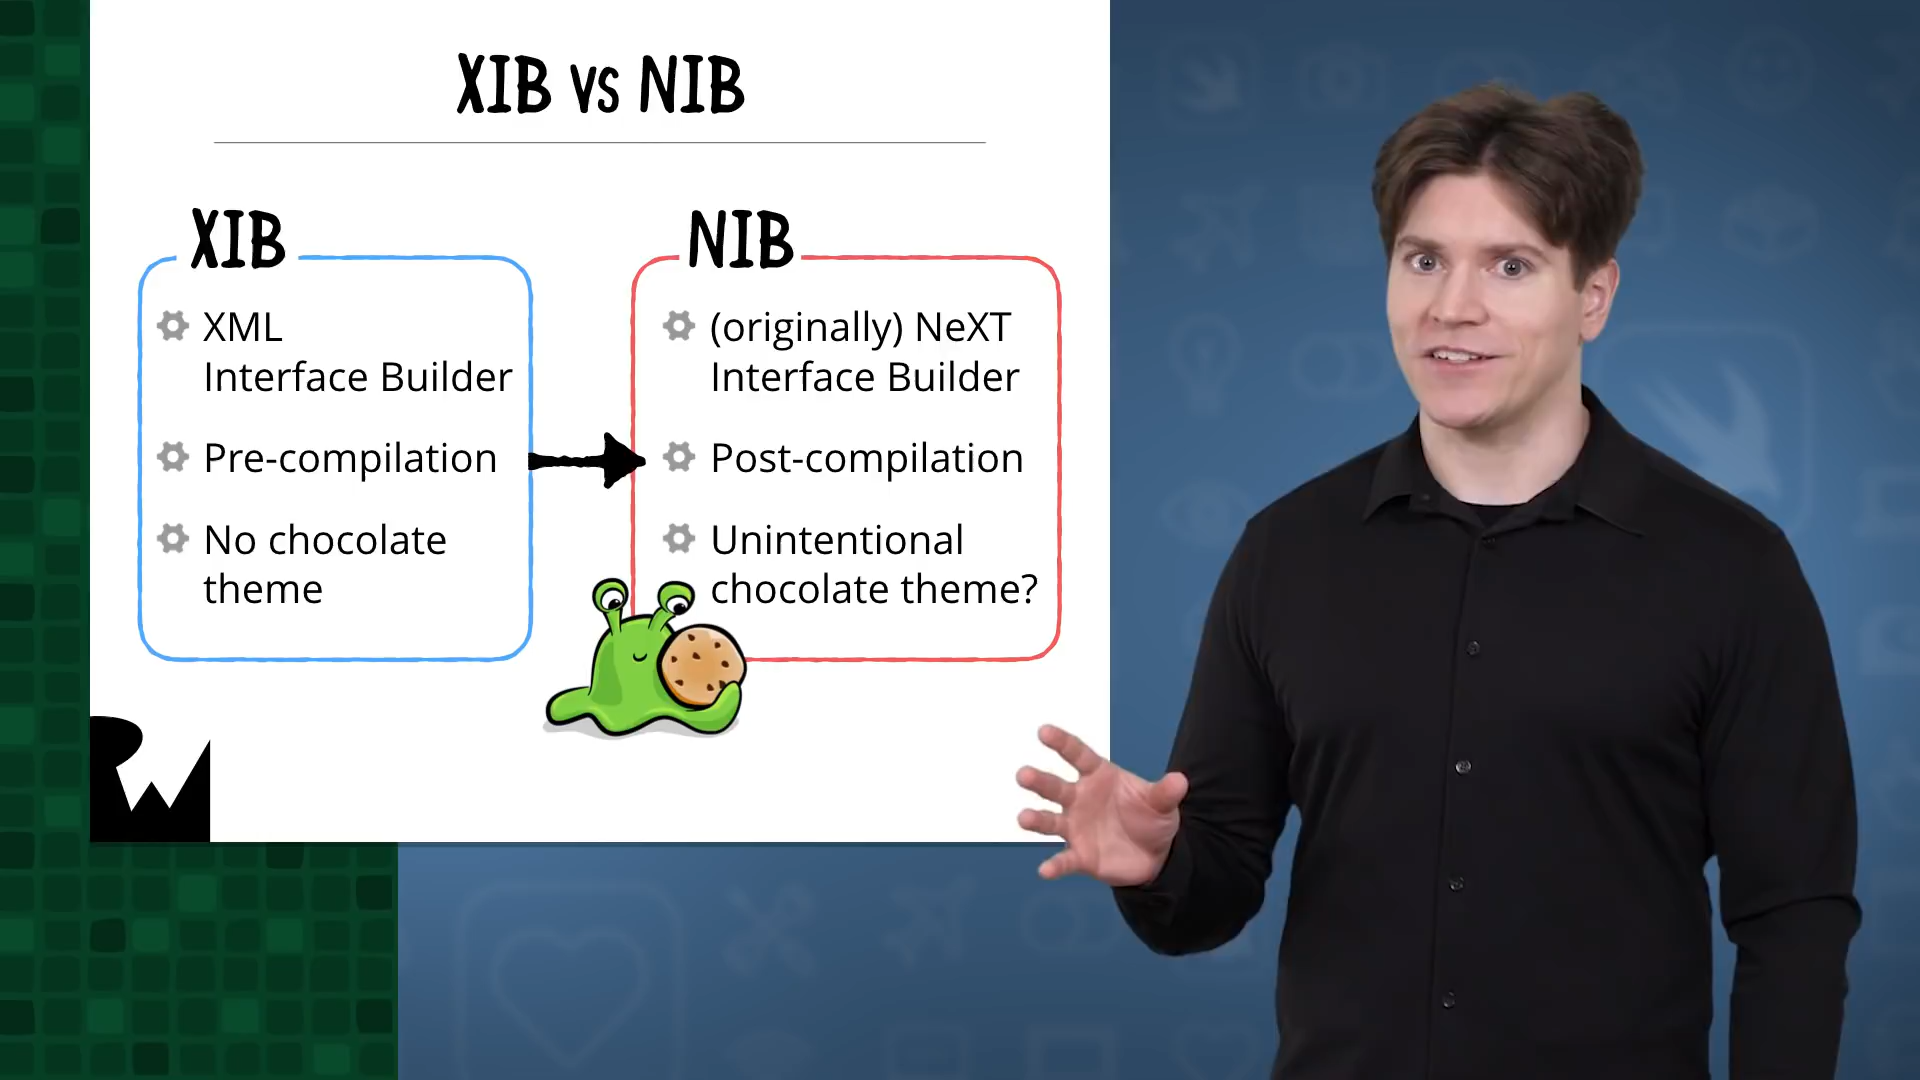 XIB vs NIB
XIB
XML
Interface Builder
Pre-compilation
No chocolate
theme
NIB
(originally) NeXT
Interface Builder
Post-compilation
Unintentional
chocolate theme?
RW